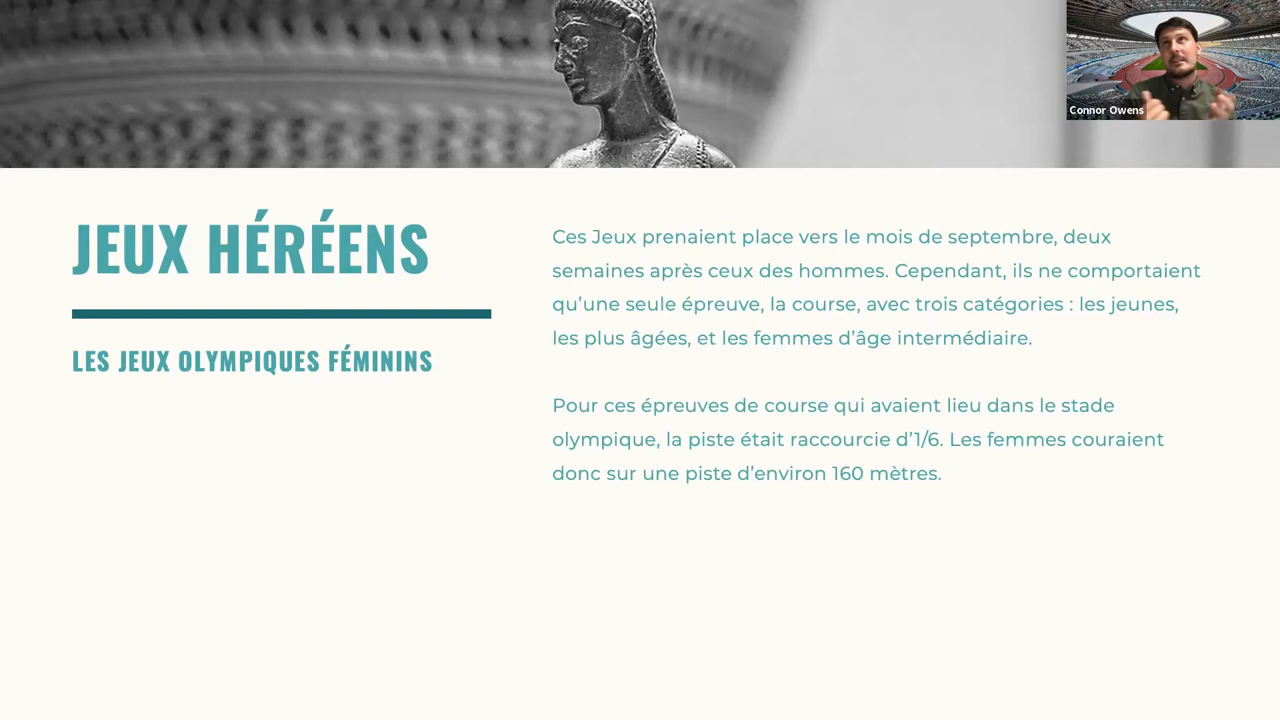 Connor Owens
JEUX HÉRÉENS
LES JEUX OLYMPIQUES FÉMININS
Ces Jeux prenaient place vers le mois de septembre, deux
semaines après ceux des hommes. Cependant, ils ne comportaient
qu’une seule épreuve, la course, avec trois catégories : les jeunes,
les plus âgées, et les femmes d’âge intermédiaire.
Pour ces épreuves de course qui avaient lieu dans le stade
olympique, la piste était raccourcie d’1/6. Les femmes couraient
donc sur une piste d’environ 160 mètres.